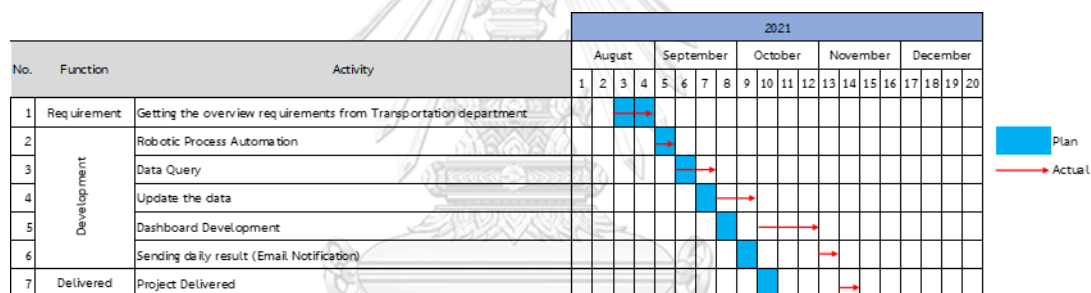 2021
August September October November December
No. Function Activity
1 2 3 4 5 6 7 8 9 10 11 12 13 14 15 16 17 18 19 20
1 Requirement Getting the overview requirements from Transportation department
2 Robotic Process Automation
Plan
Development
3 Data Query
Actual
4 Update the data
5 Dashboard Development
6 Sending daily result (Email Notification)
7 Delivered Project Delivered